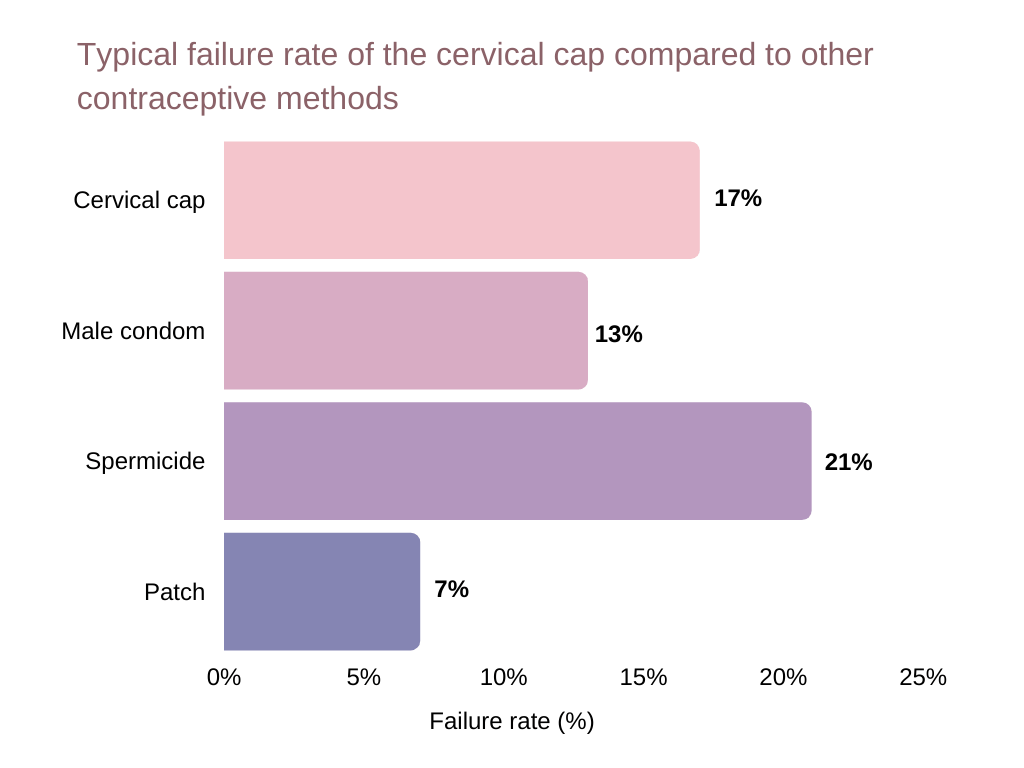 Typical failure rate of the cervical cap compared to other
contraceptive methods
Cervical cap
17%
Male condom
13%
Spermicide
21%
Patch
7%
0% 5% 10% 15% 20% 25%
Failure rate (%)